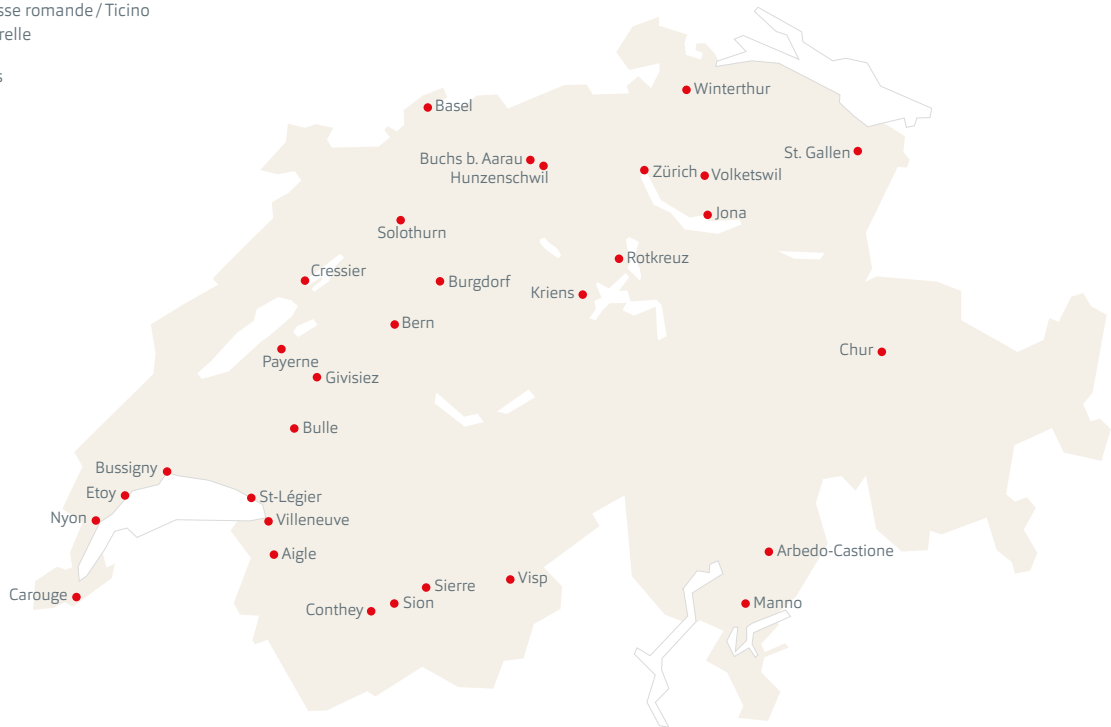 sse romande / Ticino
relle
s
Winterthur
Basel
St. Gallen
Buchs b. Aarau
Hunzenschwil
Zürich
Volketswil
Jona
Solothurn
Rotkreuz
Cressier
Burgdorf
Kriens
Bern
Chur
Payerne
Givisiez
Bulle
Bussigny
Etoy
St-Légier
Nyon
Villeneuve
Aigle
Arbedo-Castione
Visp
Sierre
Carouge
Sion
Conthey
Manno